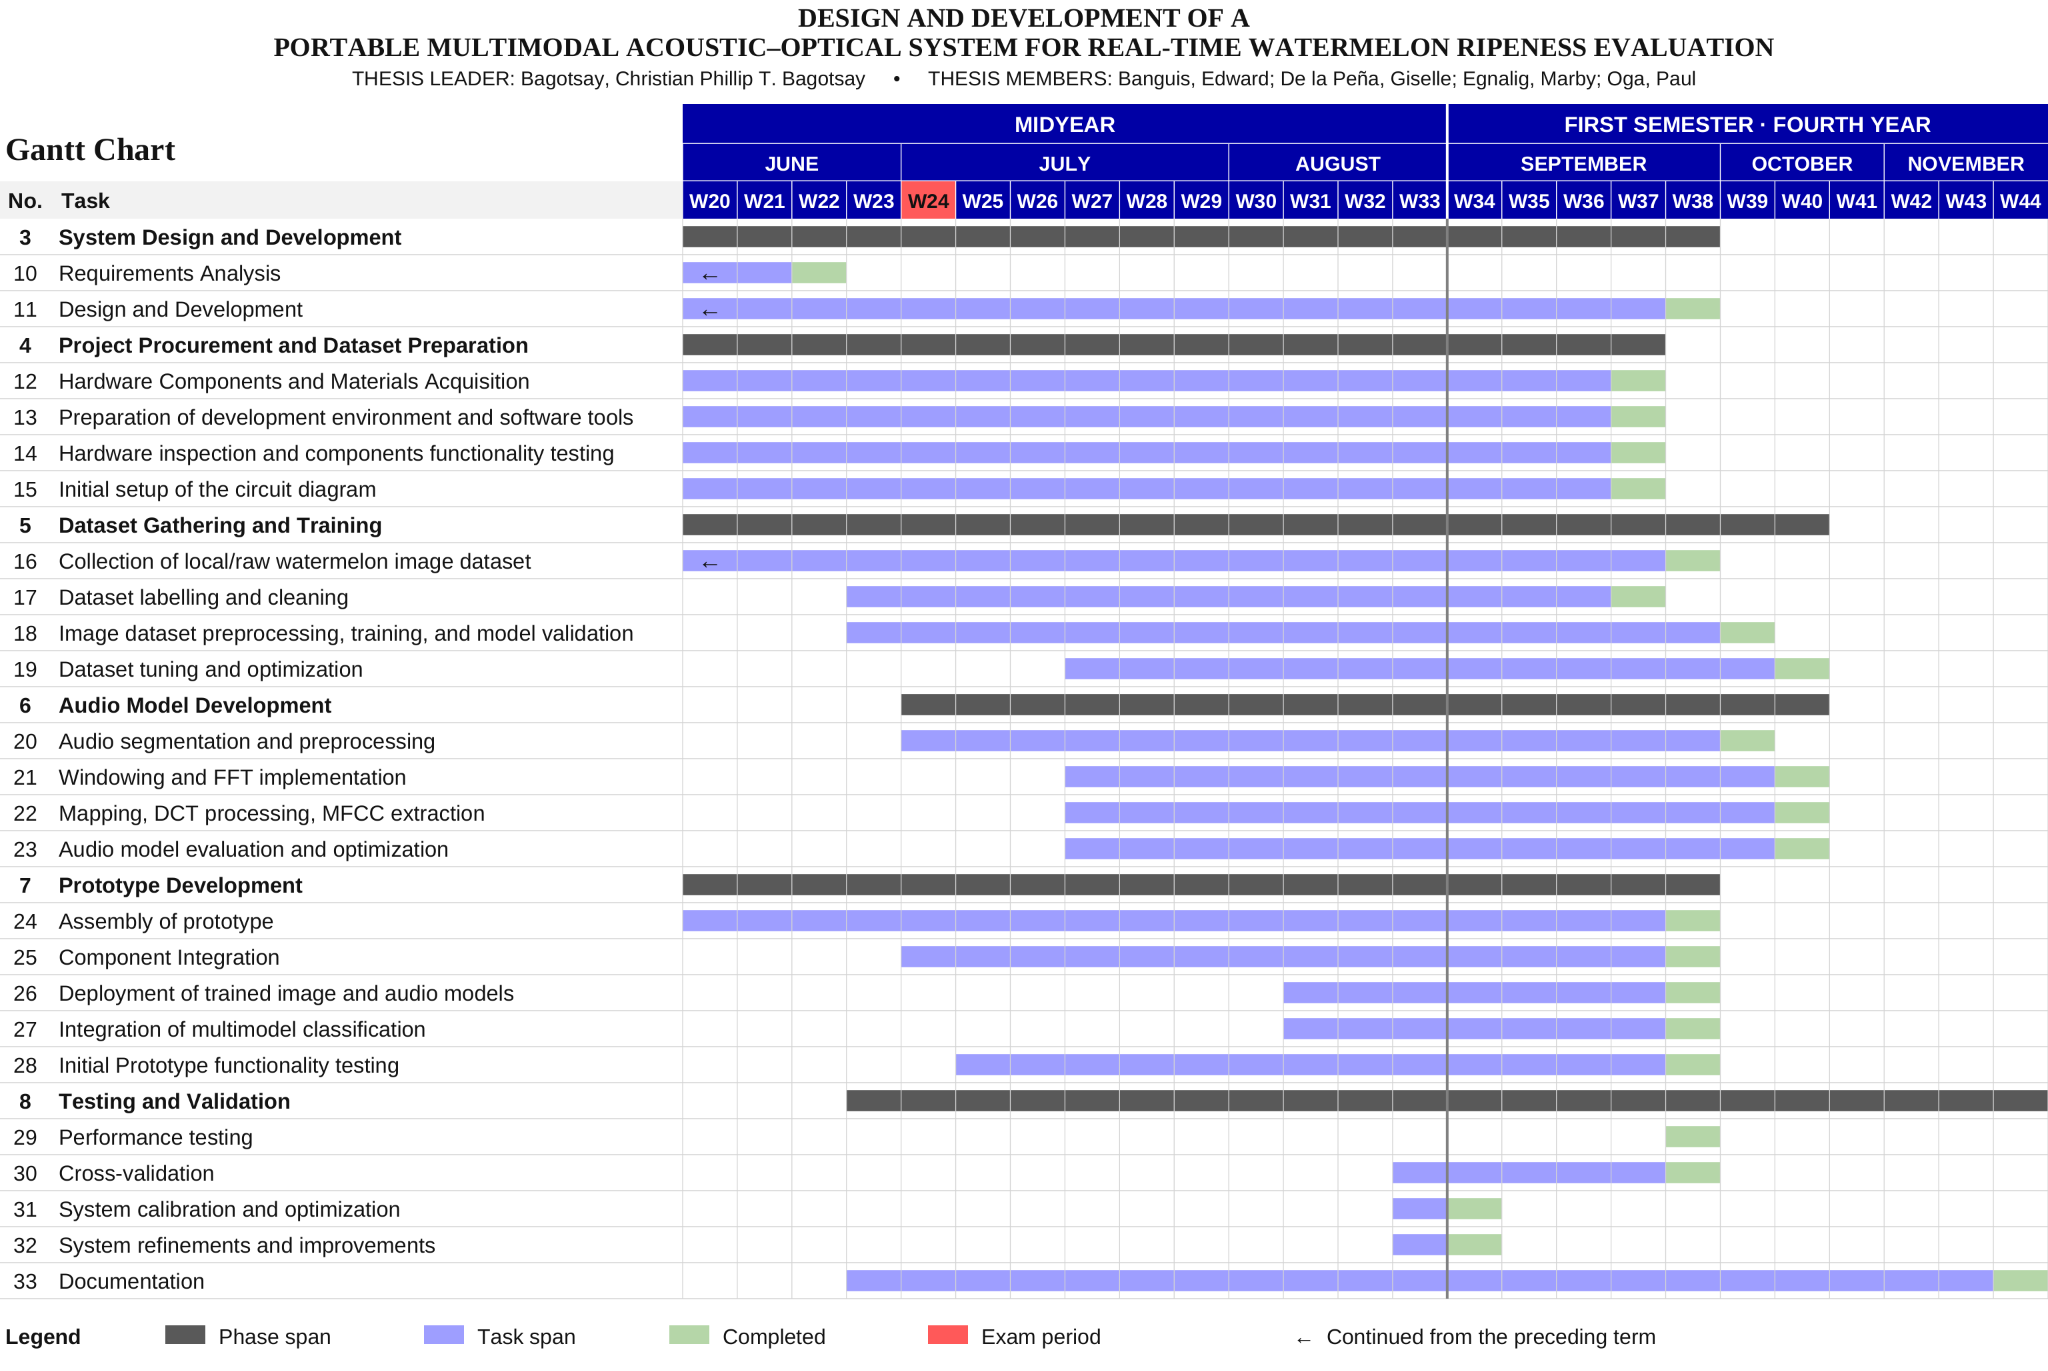 DESIGN AND DEVELOPMENT OF A
PORTABLE MULTIMODAL ACOUSTIC–OPTICAL SYSTEM FOR REAL-TIME WATERMELON RIPENESS EVALUATION
THESIS LEADER: Bagotsay, Christian Phillip T. Bagotsay • THESIS MEMBERS: Banguis, Edward; De la Peña, Giselle; Egnalig, Marby; Oga, Paul
Gantt Chart
MIDYEAR FIRST SEMESTER · FOURTH YEAR
JUNE JULY AUGUST SEPTEMBER OCTOBER NOVEMBER
No. Task W20 W21 W22 W23 W24 W25 W26 W27 W28 W29 W30 W31 W32 W33 W34 W35 W36 W37 W38 W39 W40 W41 W42 W43 W44
3 System Design and Development
10 Requirements Analysis ←
11 Design and Development ←
4 Project Procurement and Dataset Preparation
12 Hardware Components and Materials Acquisition
13 Preparation of development environment and software tools
14 Hardware inspection and components functionality testing
15 Initial setup of the circuit diagram
5 Dataset Gathering and Training
16 Collection of local/raw watermelon image dataset ←
17 Dataset labelling and cleaning
18 Image dataset preprocessing, training, and model validation
19 Dataset tuning and optimization
6 Audio Model Development
20 Audio segmentation and preprocessing
21 Windowing and FFT implementation
22 Mapping, DCT processing, MFCC extraction
23 Audio model evaluation and optimization
7 Prototype Development
24 Assembly of prototype
25 Component Integration
26 Deployment of trained image and audio models
27 Integration of multimodel classification
28 Initial Prototype functionality testing
8 Testing and Validation
29 Performance testing
30 Cross-validation
31 System calibration and optimization
32 System refinements and improvements
33 Documentation
Legend Phase span Task span Completed Exam period ← Continued from the preceding term